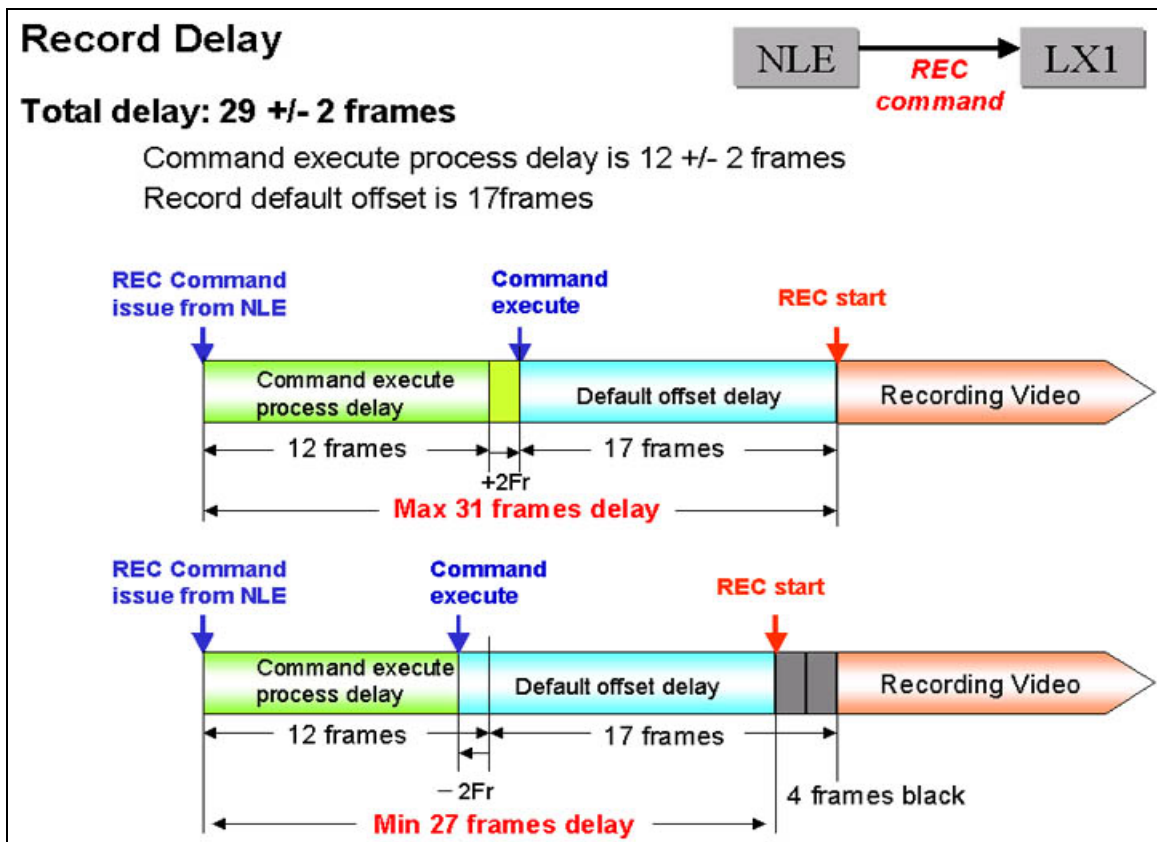 Record Delay
NLE
REC
command
LX1
Total delay: 29 +/- 2 frames
Command execute process delay is 12 +/- 2 frames
Record default offset is 17frames
REC Command
issue from NLE
Command
execute
REC start
Command execute
process delay
Default offset delay
Recording Video
12 frames
+2Fr
17 frames
Max 31 frames delay
REC Command
issue from NLE
Command
execute
REC start
Command execute
process delay
Default offset delay
Recording Video
12 frames
－2Fr
17 frames
4 frames black
Min 27 frames delay